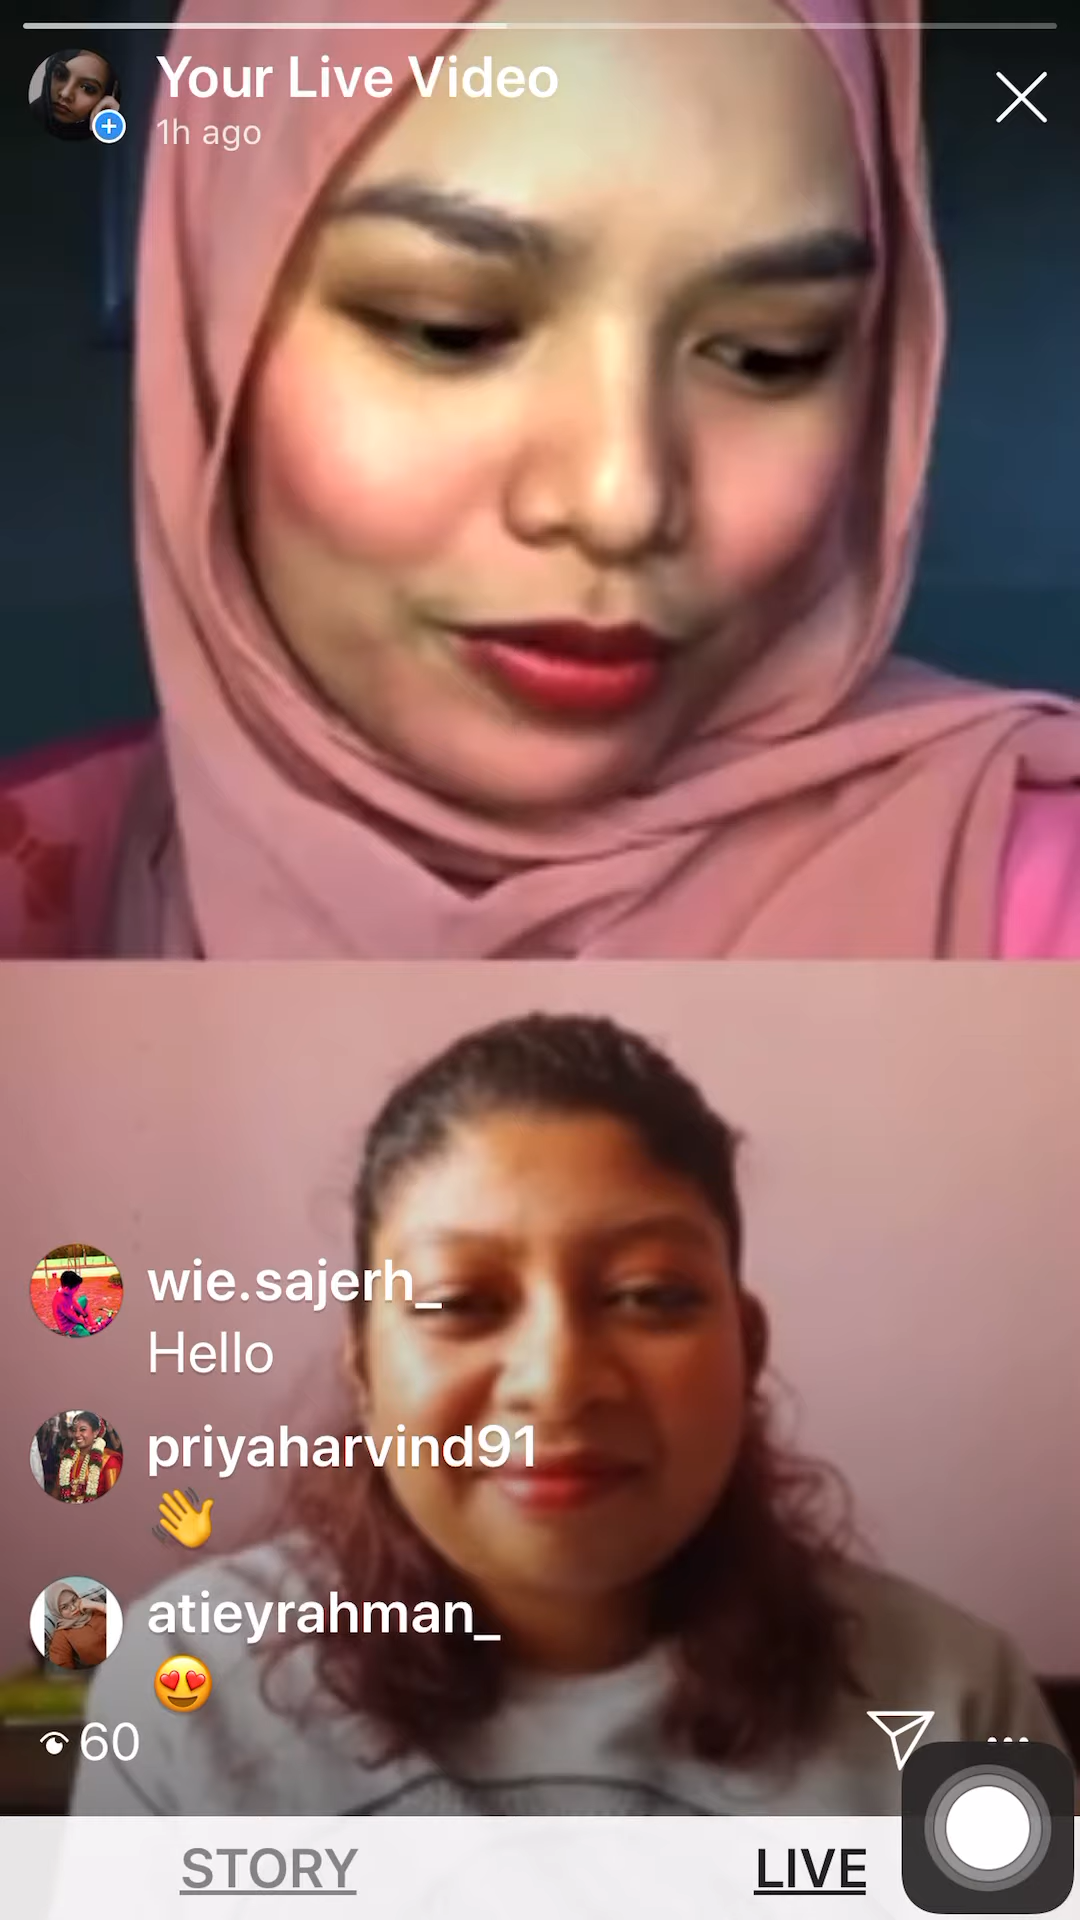 Your Live Video
1h ago
wie.sajerh_
Hello
priyaharvind91
👋
atieyrahman_
😍
60
STORY
LIVE